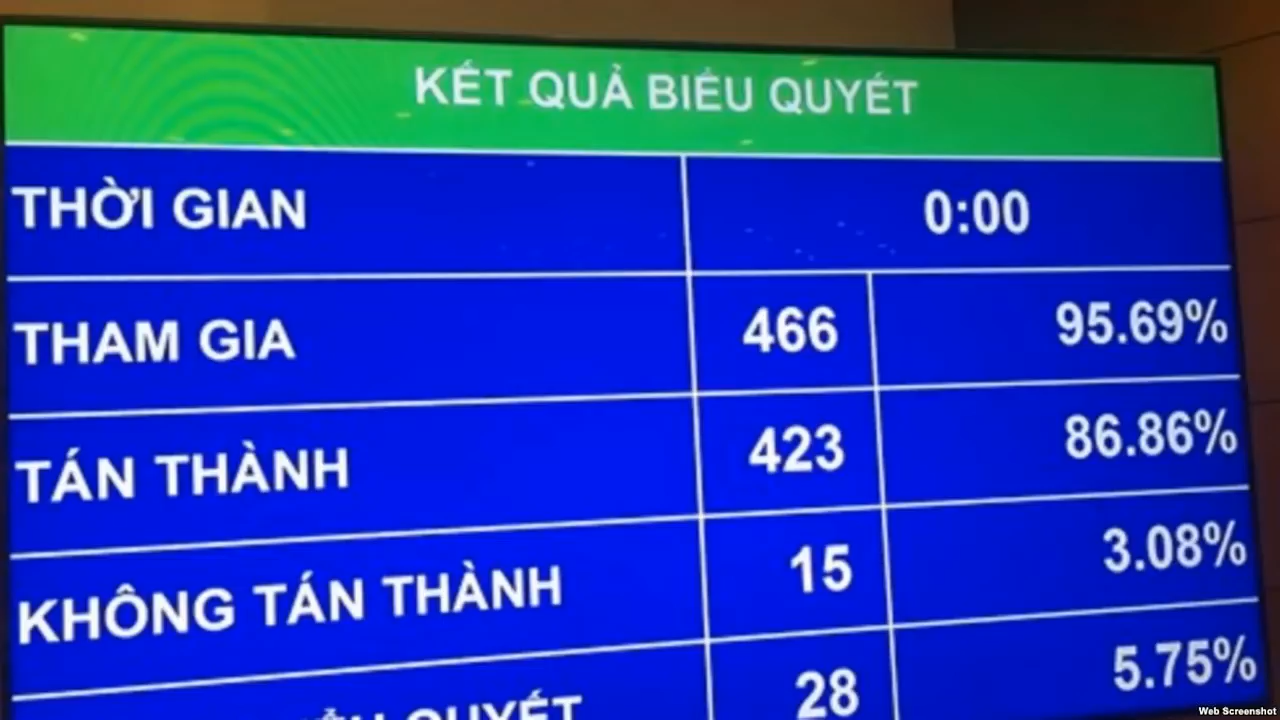 KẾT QUẢ BIỂU QUYẾT
THỜI GIAN 0:00
THAM GIA 466 95.69%
TÁN THÀNH 423 86.86%
KHÔNG TÁN THÀNH 15 3.08%
QUYẾT 28 5.75%
Web Screenshot